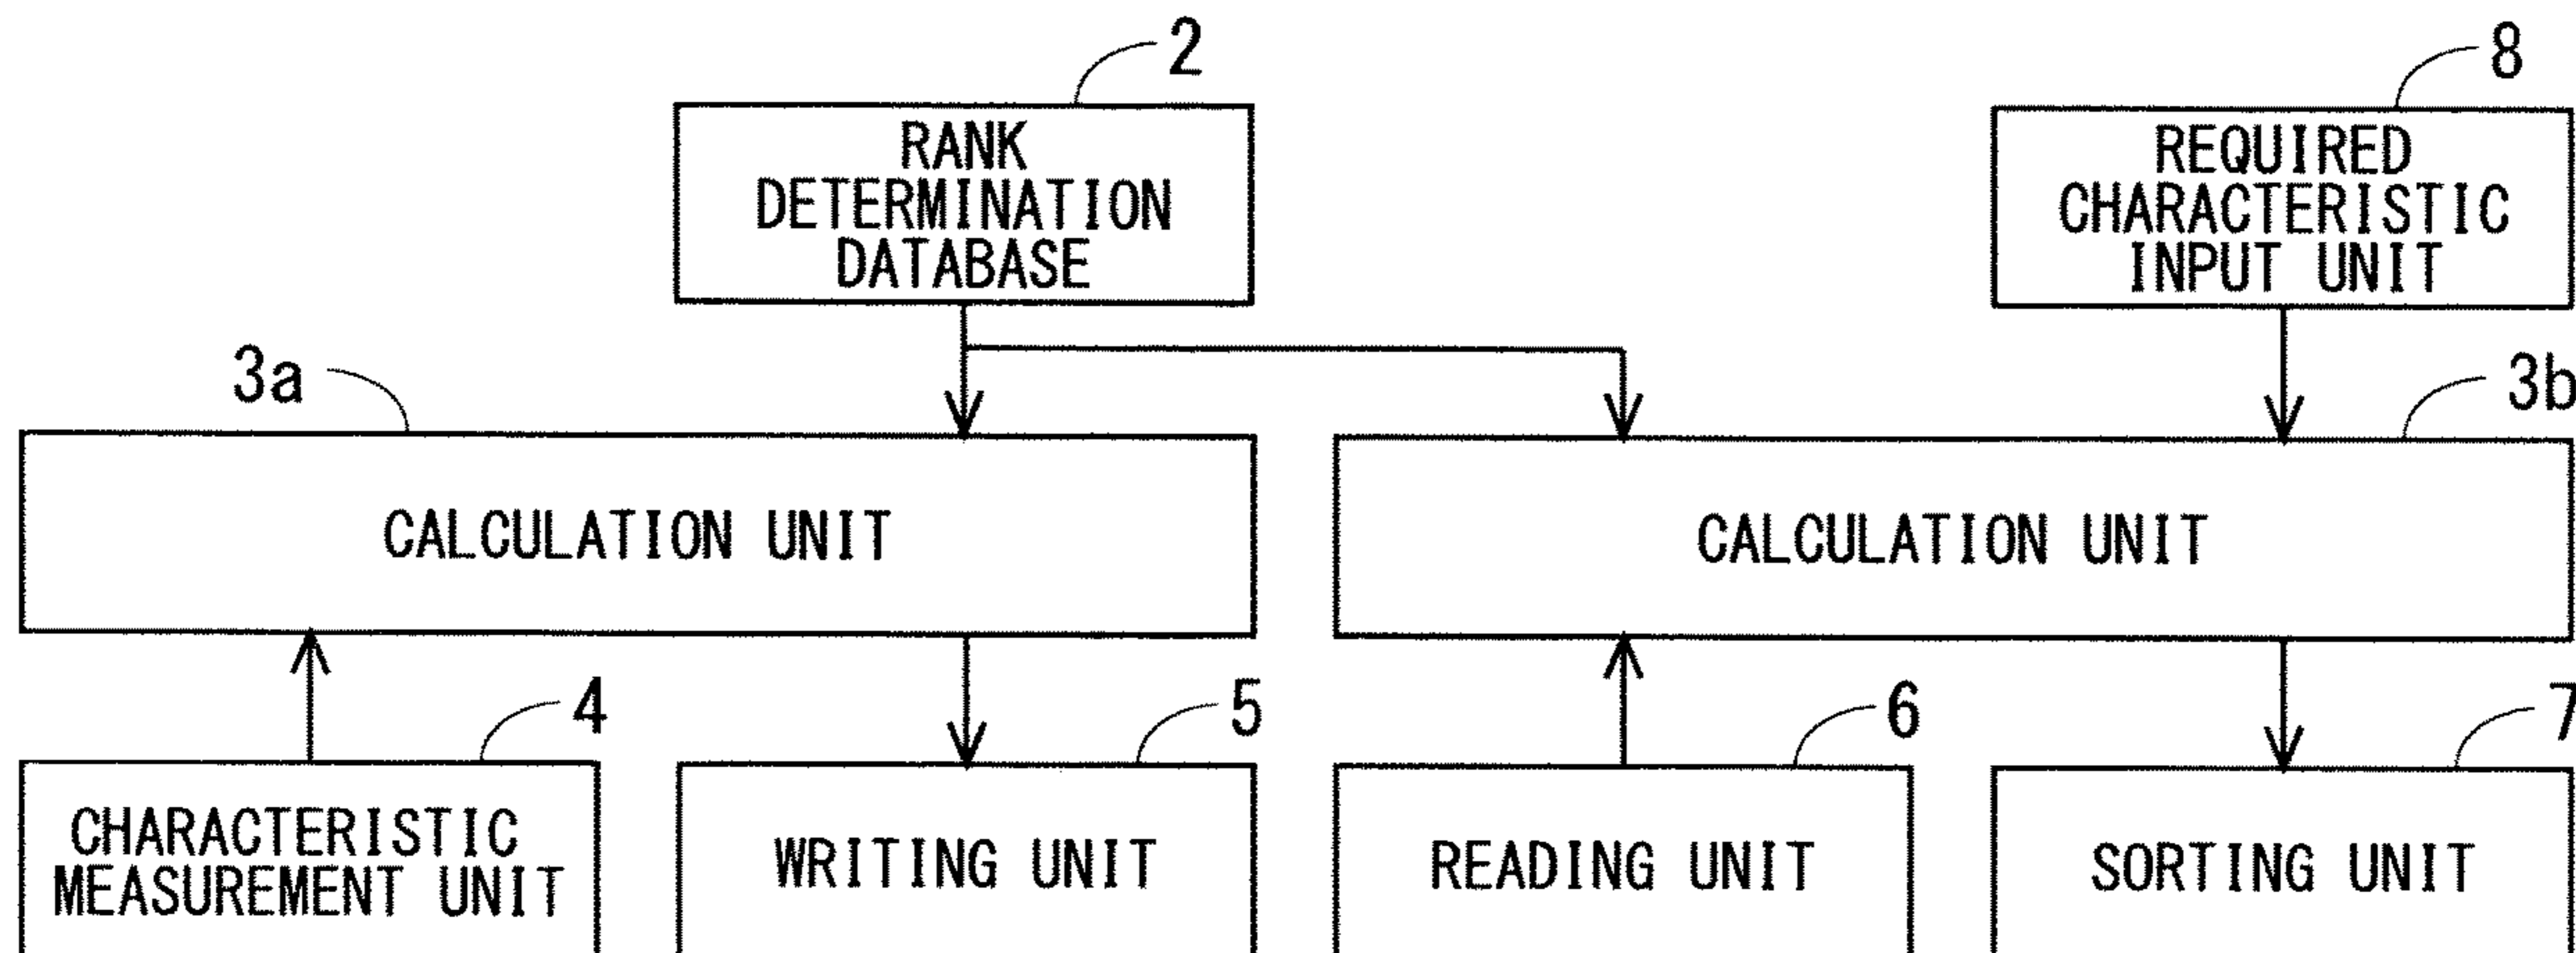 2
8
RANK
DETERMINATION
DATABASE
REQUIRED
CHARACTERISTIC
INPUT UNIT
3a
3b
CALCULATION UNIT
CALCULATION UNIT
4
5
6
7
CHARACTERISTIC
MEASUREMENT UNIT
WRITING UNIT
READING UNIT
SORTING UNIT